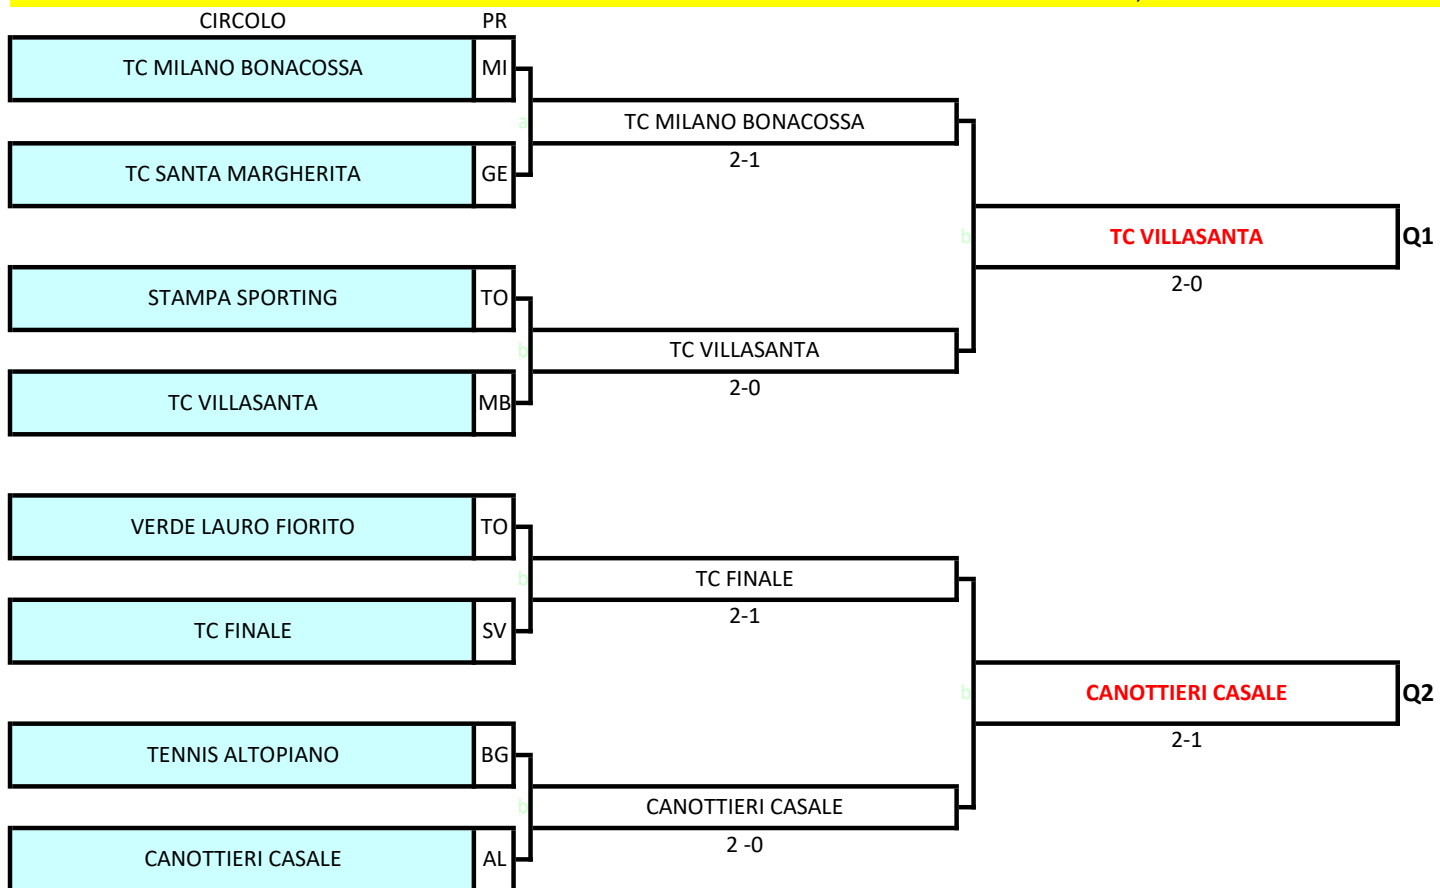 CIRCOLO PR
TC MILANO BONACOSSA MI
a TC MILANO BONACOSSA
2-1
TC SANTA MARGHERITA GE
b TC VILLASANTA Q1
2-0
STAMPA SPORTING TO
b TC VILLASANTA
2-0
TC VILLASANTA MB
VERDE LAURO FIORITO TO
b TC FINALE
2-1
TC FINALE SV
b CANOTTIERI CASALE Q2
2-1
TENNIS ALTOPIANO BG
b CANOTTIERI CASALE
2 -0
CANOTTIERI CASALE AL